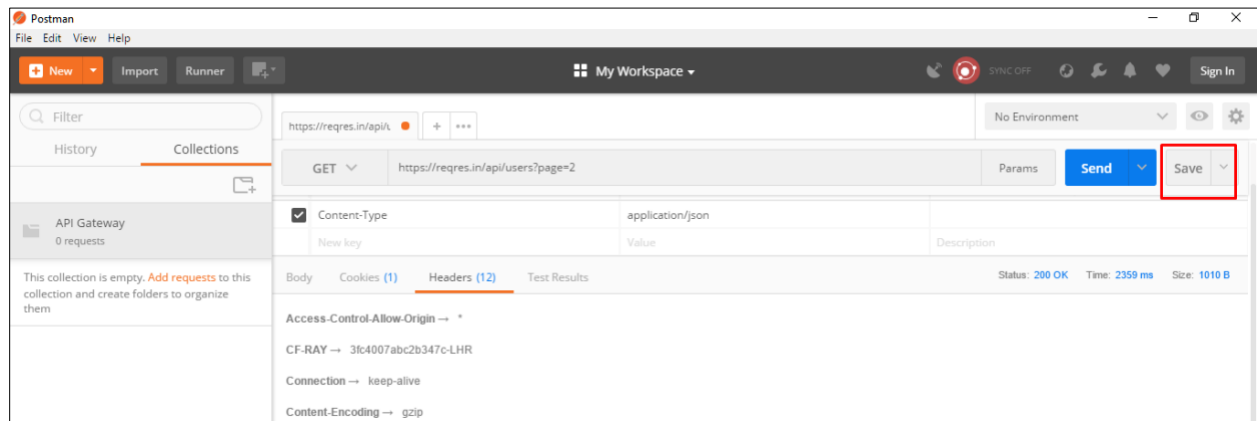 Postman
File Edit View Help
New Import Runner My Workspace SYNC OFF Sign In
Filter
History Collections
API Gateway
0 requests
This collection is empty. Add requests to this
collection and create folders to organize
them
https://reqres.in/api/u No Environment
GET https://reqres.in/api/users?page=2 Params Send Save
Content-Type application/json
New key Value Description
Body Cookies (1) Headers (12) Test Results Status: 200 OK Time: 2359 ms Size: 1010 B
Access-Control-Allow-Origin → *
CF-RAY → 3fc4007abc2b347c-LHR
Connection → keep-alive
Content-Encoding → gzip